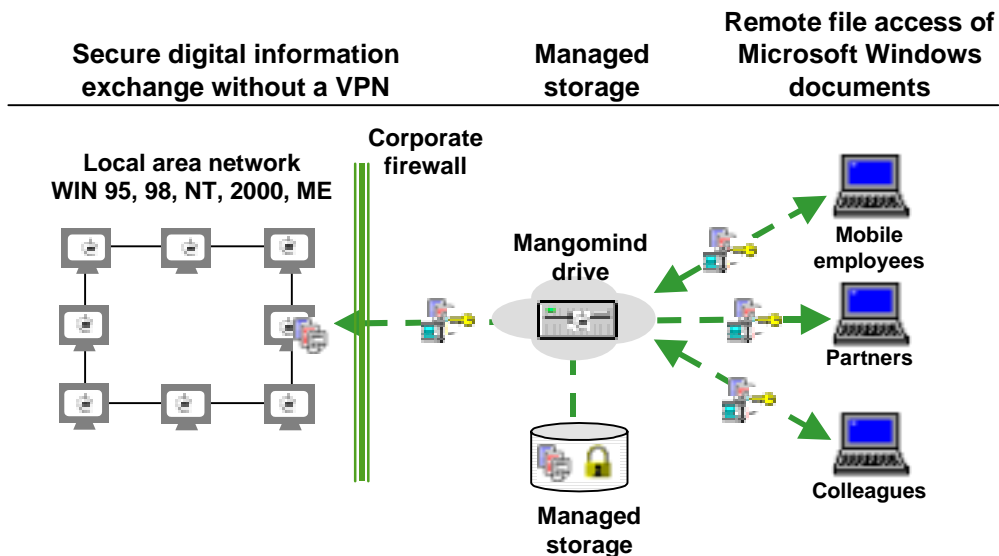 Secure digital information
exchange without a VPN
Managed
storage
Remote file access of
Microsoft Windows
documents
Local area network
WIN 95, 98, NT, 2000, ME
Corporate
firewall
Mangomind
drive
Mobile
employees
Partners
Colleagues
Managed
storage